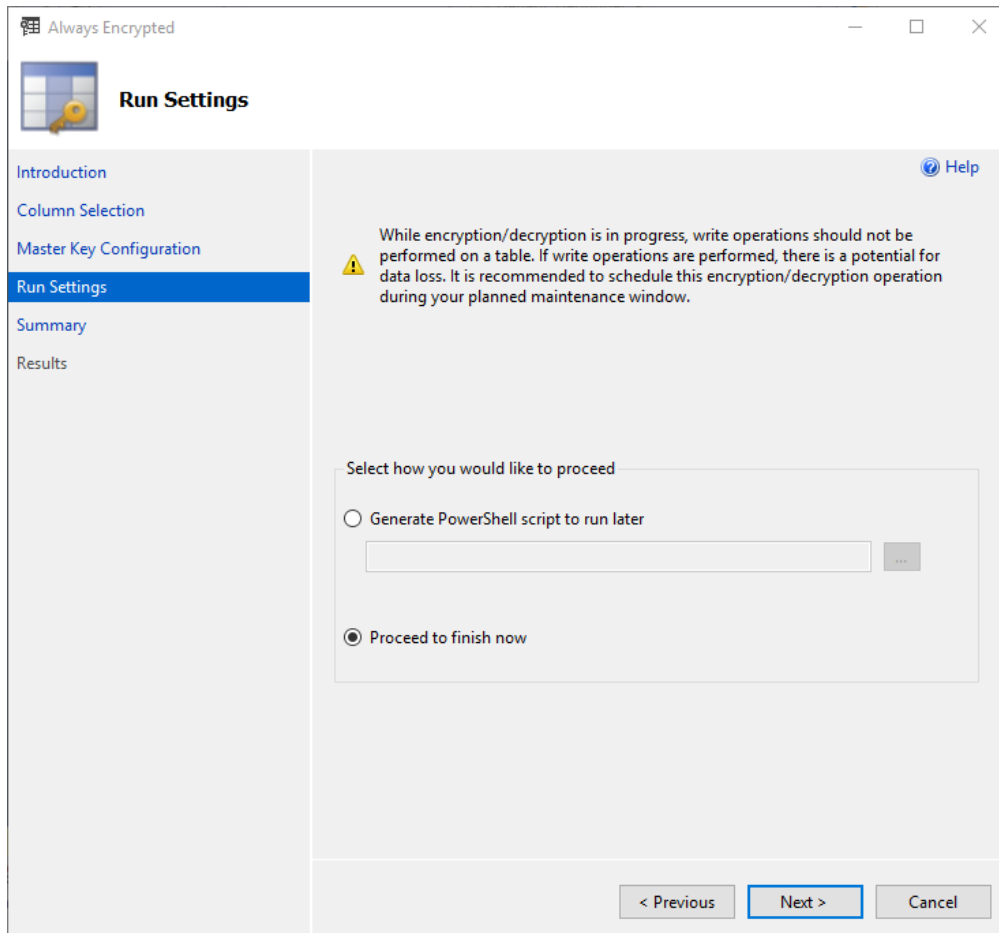 Always Encrypted
Run Settings
Introduction
Column Selection
Master Key Configuration
Run Settings
Summary
Results
Help
While encryption/decryption is in progress, write operations should not be
performed on a table. If write operations are performed, there is a potential for
data loss. It is recommended to schedule this encryption/decryption operation
during your planned maintenance window.
Select how you would like to proceed
Generate PowerShell script to run later
...
Proceed to finish now
< Previous
Next >
Cancel